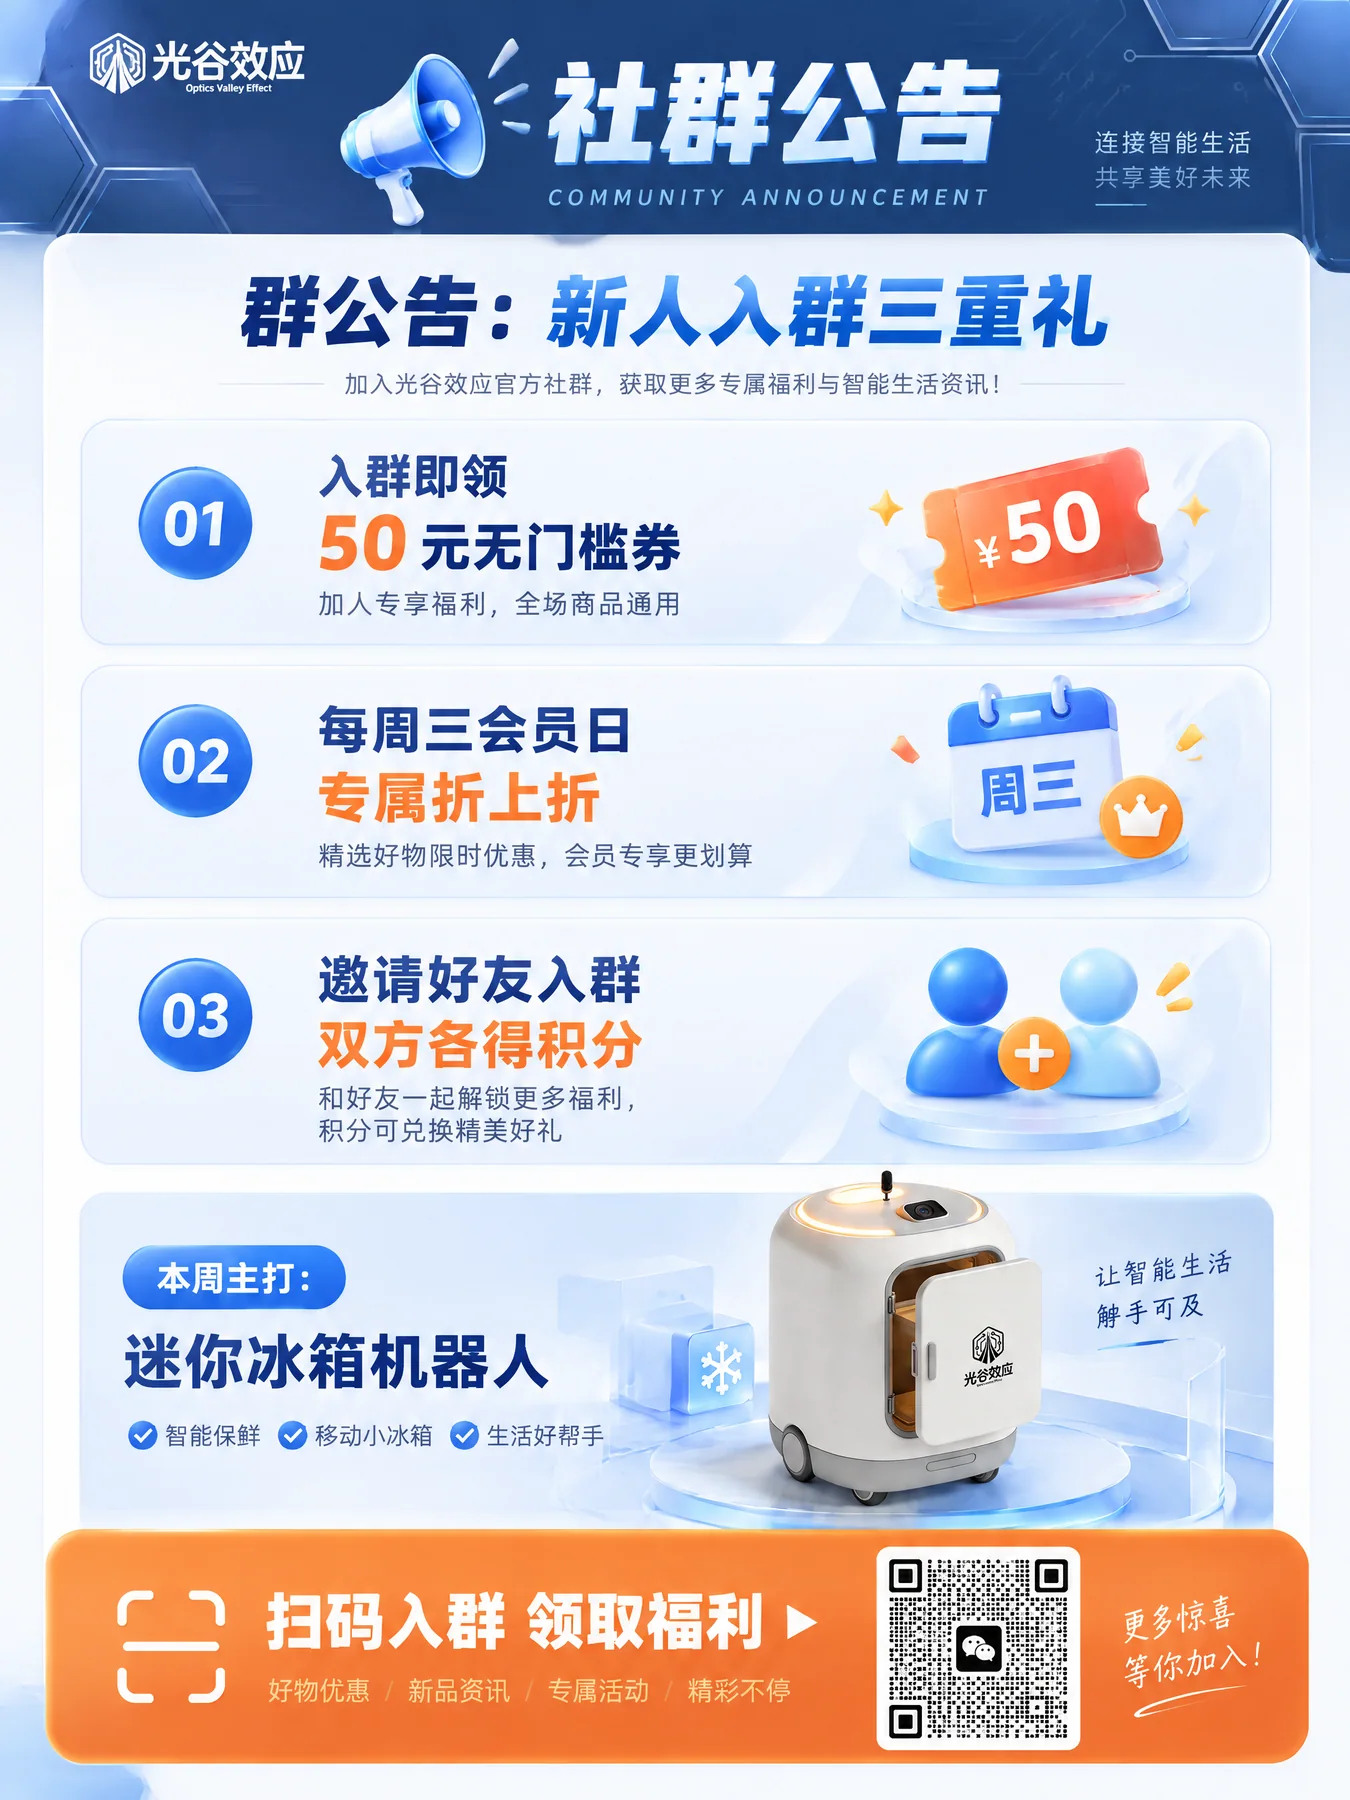 光谷效应
Optics Valley Effect
社群公告
COMMUNITY ANNOUNCEMENT
连接智能生活
共享美好未来
群公告：新人入群三重礼
加入光谷效应官方社群，获取更多专属福利与智能生活资讯！
01
入群即领
50 元无门槛券
加人专享福利，全场商品通用
¥50
02
每周三会员日
专属折上折
精选好物限时优惠，会员专享更划算
周三
03
邀请好友入群
双方各得积分
和好友一起解锁更多福利，
积分可兑换精美好礼
本周主打：
迷你冰箱机器人
智能保鲜 移动小冰箱 生活好帮手
光谷效应
让智能生活
触手可及
扫码入群 领取福利
好物优惠 / 新品资讯 / 专属活动 / 精彩不停
更多惊喜
等你加入！